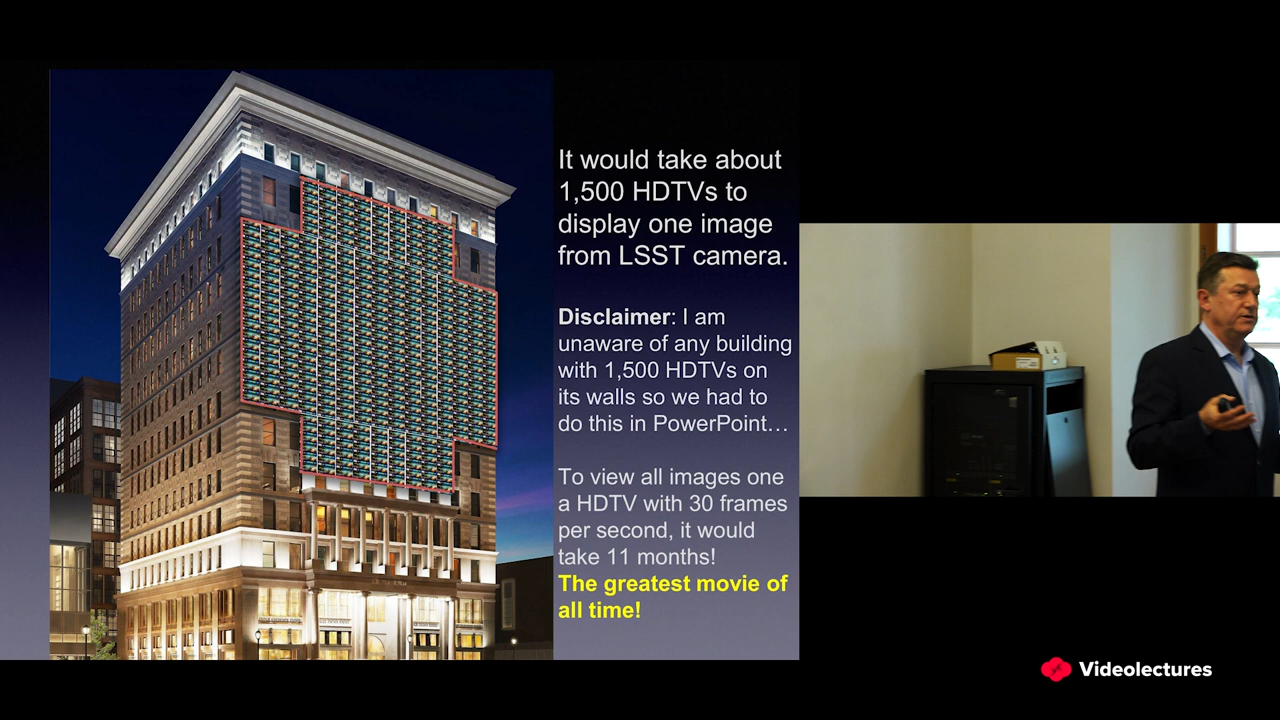 It would take about
1,500 HDTVs to
display one image
from LSST camera.
Disclaimer: I am
unaware of any building
with 1,500 HDTVs on
its walls so we had to
do this in PowerPoint…
To view all images one
a HDTV with 30 frames
per second, it would
take 11 months!
The greatest movie of
all time!
Videolectures